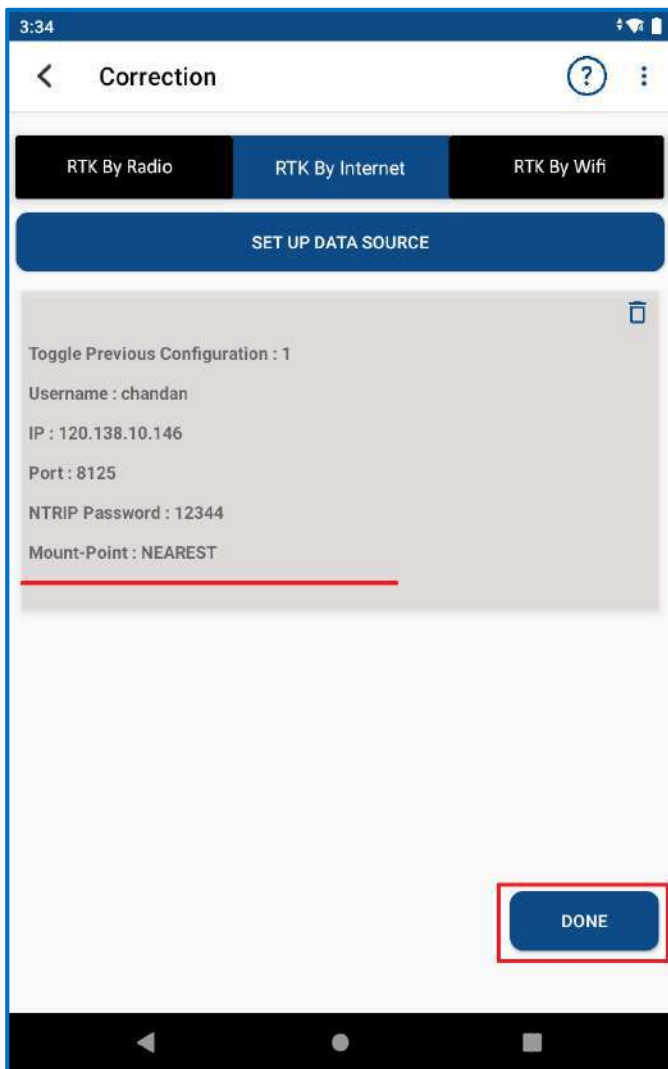 3:34
Correction
?
RTK By Radio
RTK By Internet
RTK By Wifi
SET UP DATA SOURCE
Toggle Previous Configuration : 1
Username : chandan
IP : 120.138.10.146
Port : 8125
NTRIP Password : 12344
Mount-Point : NEAREST
DONE